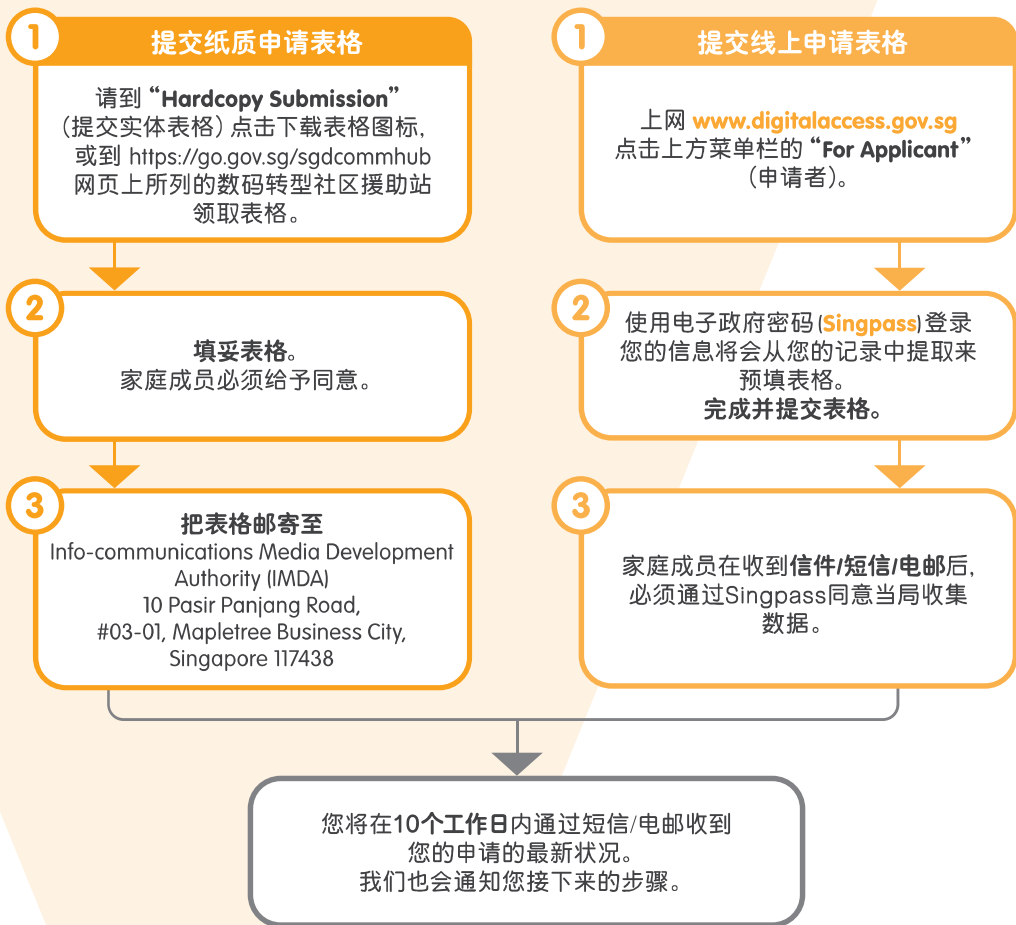 1
提交纸质申请表格
请到“Hardcopy Submission”
（提交实体表格）点击下载表格图标，
或到 https://go.gov.sg/sgdcommhub
网页上所列的数码转型社区援助站
领取表格。
2
填妥表格。
家庭成员必须给予同意。
3
把表格邮寄至
Info-communications Media Development
Authority (IMDA)
10 Pasir Panjang Road,
#03-01, Mapletree Business City,
Singapore 117438
1
提交线上申请表格
上网 www.digitalaccess.gov.sg
点击上方菜单栏的“For Applicant”
（申请者）。
2
使用电子政府密码(Singpass)登录
您的信息将会从您的记录中提取来
预填表格。
完成并提交表格。
3
家庭成员在收到信件/短信/电邮后，
必须通过Singpass同意当局收集
数据。
您将在10个工作日内通过短信/电邮收到
您的申请的最新状况。
我们也会通知您接下来的步骤。